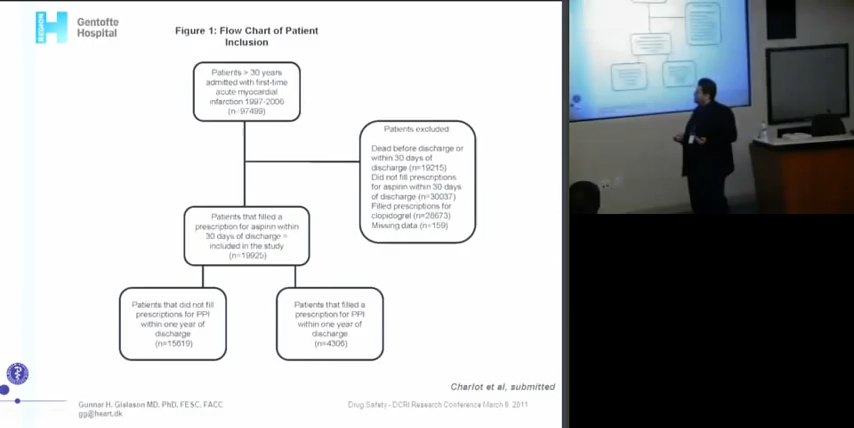 REGION
Gentofte
Hospital
Figure 1: Flow Chart of Patient
Inclusion
Patients > 30 years
admitted with first-time
acute myocardial
infarction 1997-2006
(n=97499)
Patients excluded
Dead before discharge or
within 30 days of
discharge (n=19215)
Did not fill prescriptions
for aspirin within 30 days
of discharge (n=30037)
Filled prescriptions for
clopidogrel (n=28673)
Missing data (n=159)
Patients that filled a
prescription for aspirin within
30 days of discharge =
included in the study
(n=19925)
Patients that did not fill
prescriptions for PPI
within one year of
discharge
(n=15619)
Patients that filled a
prescription for PPI
within one year of
discharge
(n=4306)
Charlot et al, submitted
Gunnar H. Gislason MD, PhD, FESC, FACC
gg@heart.dk
Drug Safety - DCRI Research Conference March 8. 2011